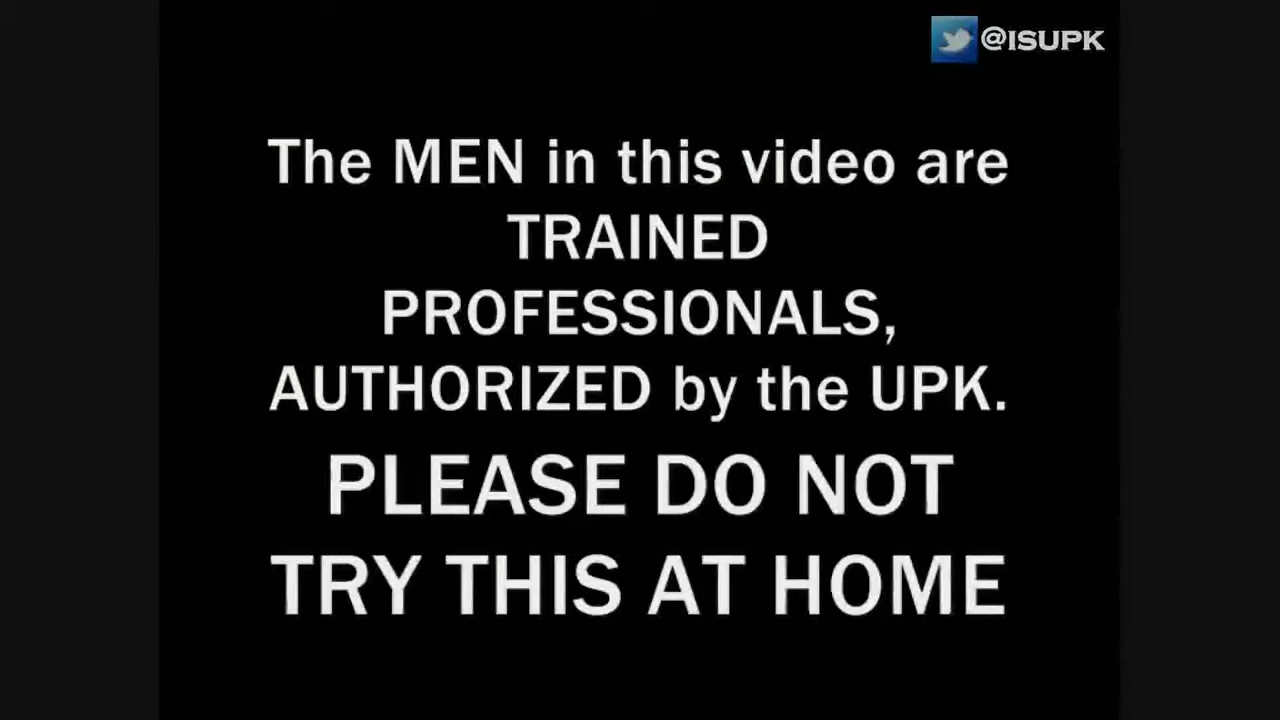 @ISUPK
The MEN in this video are
TRAINED
PROFESSIONALS,
AUTHORIZED by the UPK.
PLEASE DO NOT
TRY THIS AT HOME